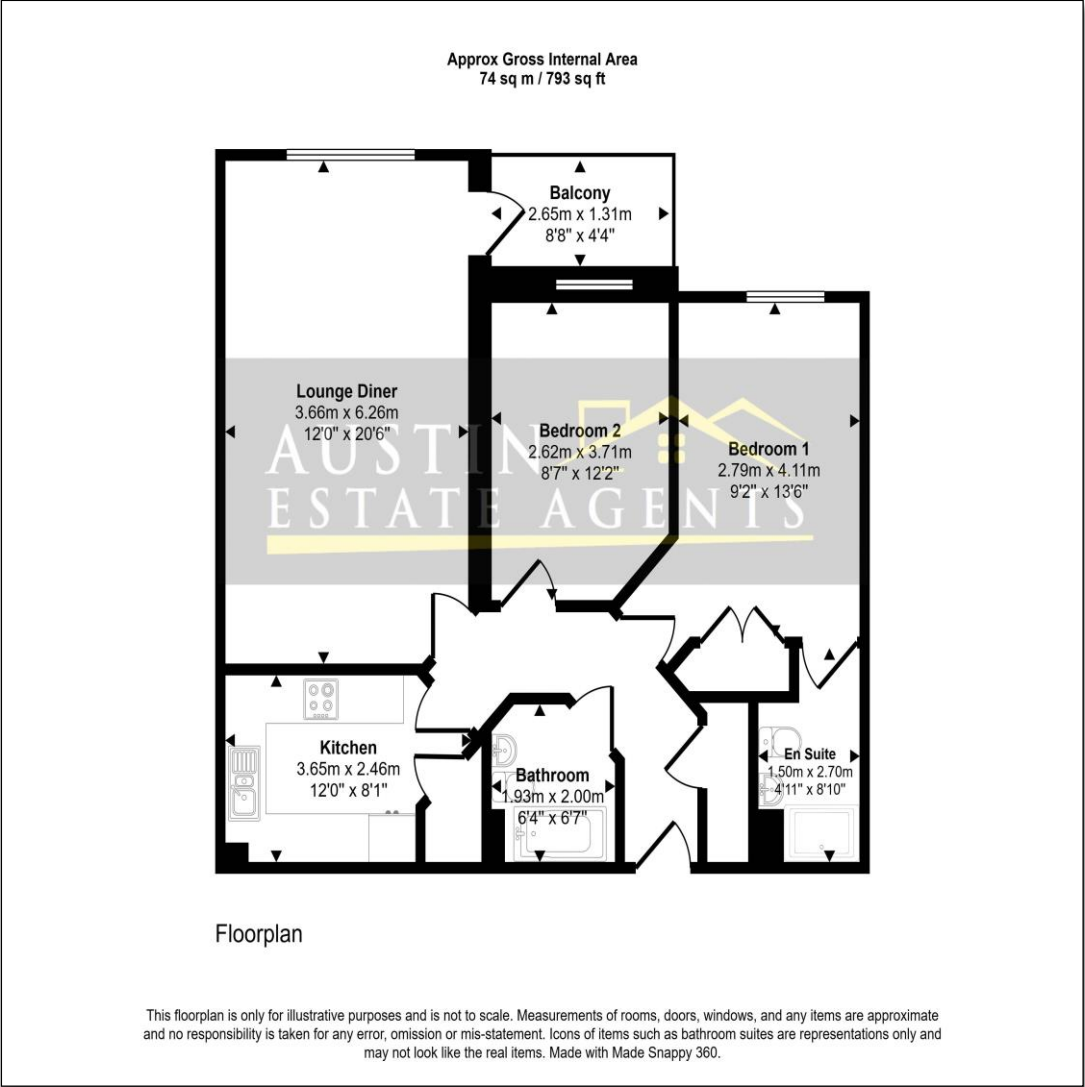 Approx Gross Internal Area
74 sq m / 793 sq ft
Balcony
2.65m x 1.31m
8'8" x 4'4"
Lounge Diner
3.66m x 6.26m
12'0" x 20'6"
Bedroom 2
2.62m x 3.71m
8'7" x 12'2"
Bedroom 1
2.79m x 4.11m
9'2" x 13'6"
AUSTIN
ESTATE AGENTS
Kitchen
3.65m x 2.46m
12'0" x 8'1"
Bathroom
1.93m x 2.00m
6'4" x 6'7"
En Suite
1.50m x 2.70m
4'11" x 8'10"
Floorplan
This floorplan is only for illustrative purposes and is not to scale. Measurements of rooms, doors, windows, and any items are approximate
and no responsibility is taken for any error, omission or mis-statement. Icons of items such as bathroom suites are representations only and
may not look like the real items. Made with Made Snappy 360.